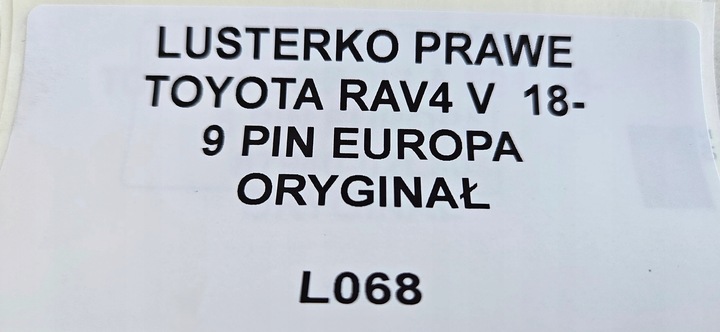 LUSTERKO PRAWE
TOYOTA RAV4 V 18-
9 PIN EUROPA
ORYGINAŁ
L068